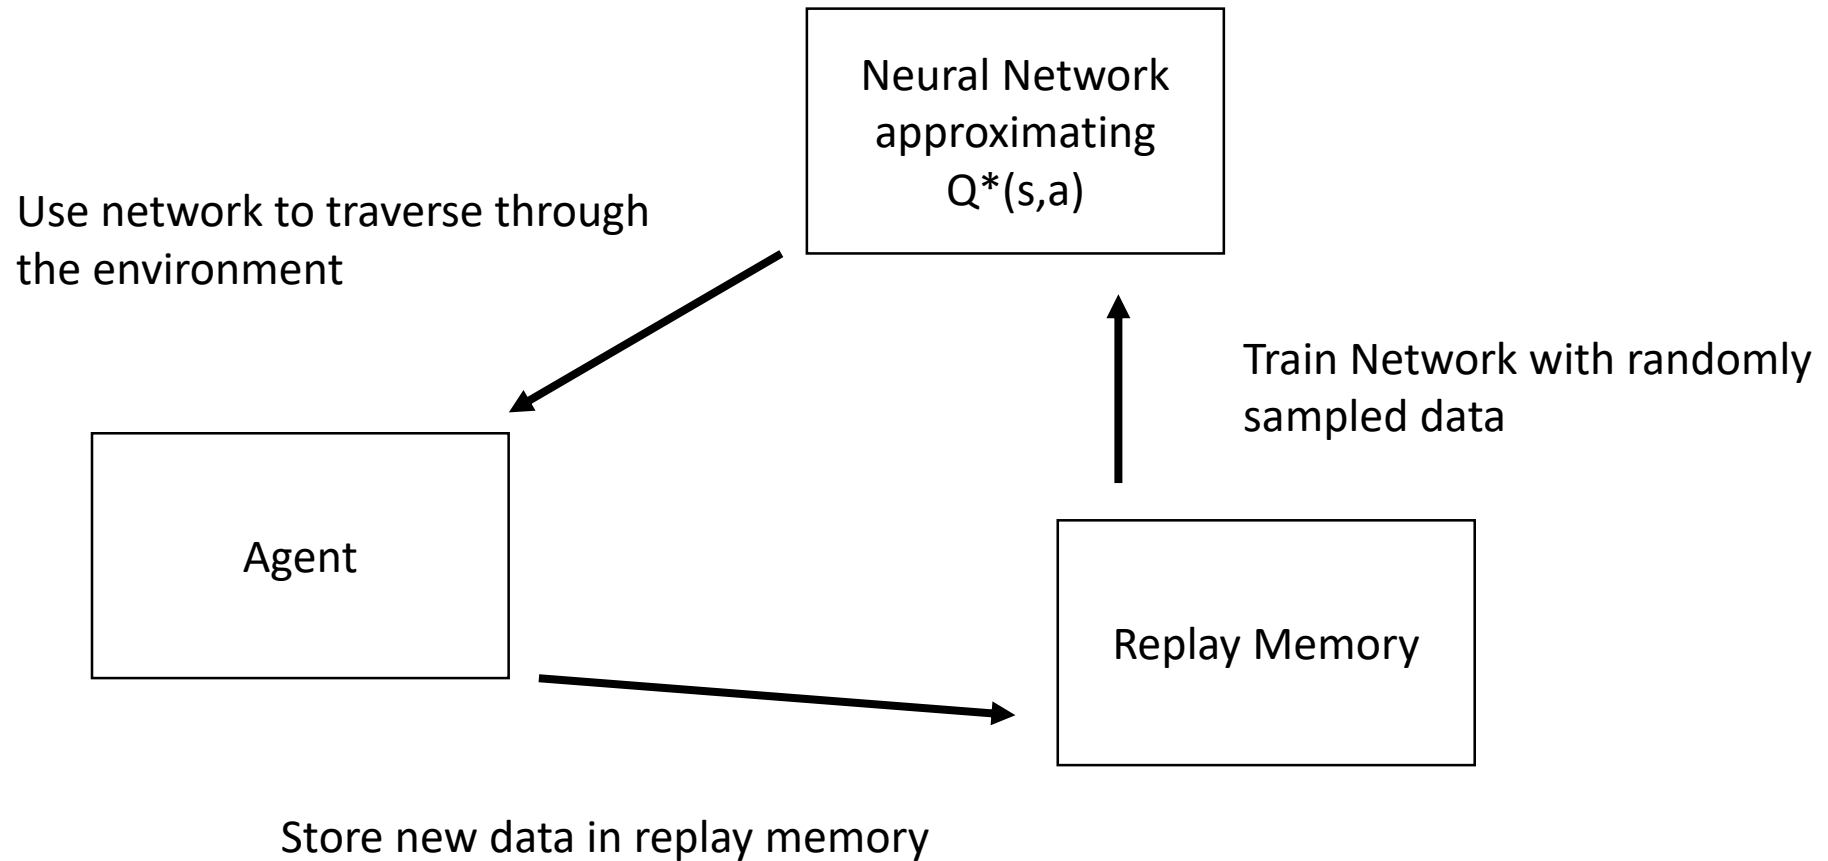 Neural Network
approximating
Q*(s,a)
Use network to traverse through
the environment
Train Network with randomly
sampled data
Agent
Replay Memory
Store new data in replay memory